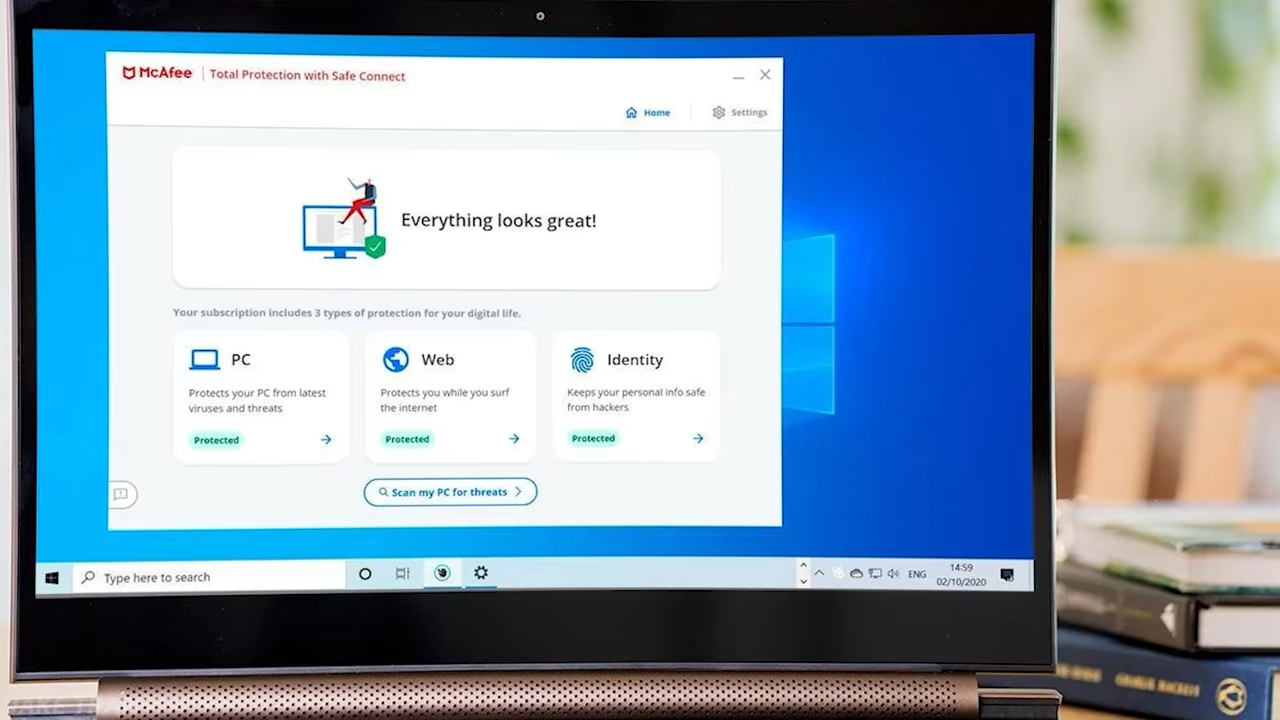 McAfee
Total Protection with Safe Connect
Home
Settings
Everything looks great!
Your subscription includes 3 types of protection for your digital life.
PC
Protects your PC from latest
viruses and threats
Protected
Web
Protects you while you surf
the internet
Protected
Identity
Keeps your personal info safe
from hackers
Protected
Scan my PC for threats
Type here to search
ENG
14:59
02/10/2020